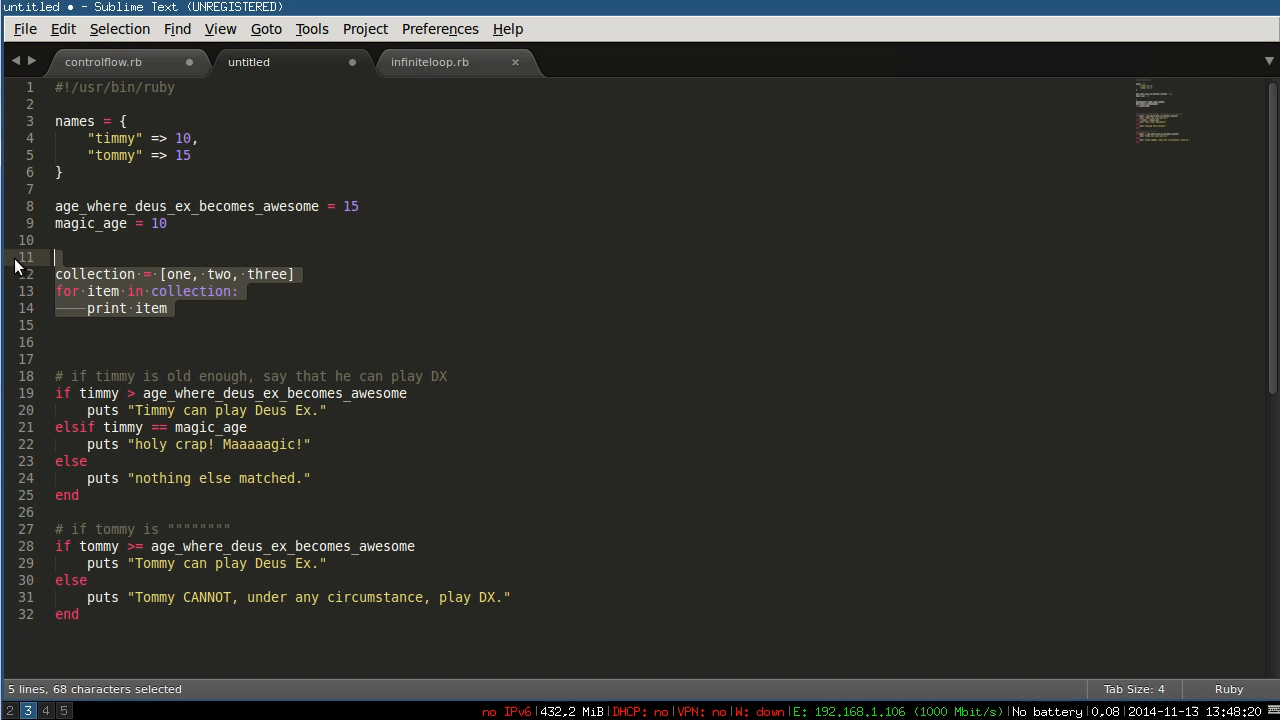 untitled • - Sublime Text (UNREGISTERED)
File Edit Selection Find View Goto Tools Project Preferences Help
controlflow.rb untitled infiniteloop.rb
1 #!/usr/bin/ruby
2
3 names = {
4 "timmy" => 10,
5 "tommy" => 15
6 }
7
8 age_where_deus_ex_becomes_awesome = 15
9 magic_age = 10
10
11
12 collection = [one, two, three]
13 for item in collection:
14 print item
15
16
17
18 # if timmy is old enough, say that he can play DX
19 if timmy > age_where_deus_ex_becomes_awesome
20 puts "Timmy can play Deus Ex."
21 elsif timmy == magic_age
22 puts "holy crap! Maaaaagic!"
23 else
24 puts "nothing else matched."
25 end
26
27 # if tommy is """"""""
28 if tommy >= age_where_deus_ex_becomes_awesome
29 puts "Tommy can play Deus Ex."
30 else
31 puts "Tommy CANNOT, under any circumstance, play DX."
32 end
5 lines, 68 characters selected Tab Size: 4 Ruby
2 3 4 5 no IPv6|432,2 MiB|DHCP: no|VPN: no|W: down|E: 192.168.1.106 (1000 Mbit/s)|No battery|0,08|2014-11-13 13:48:20